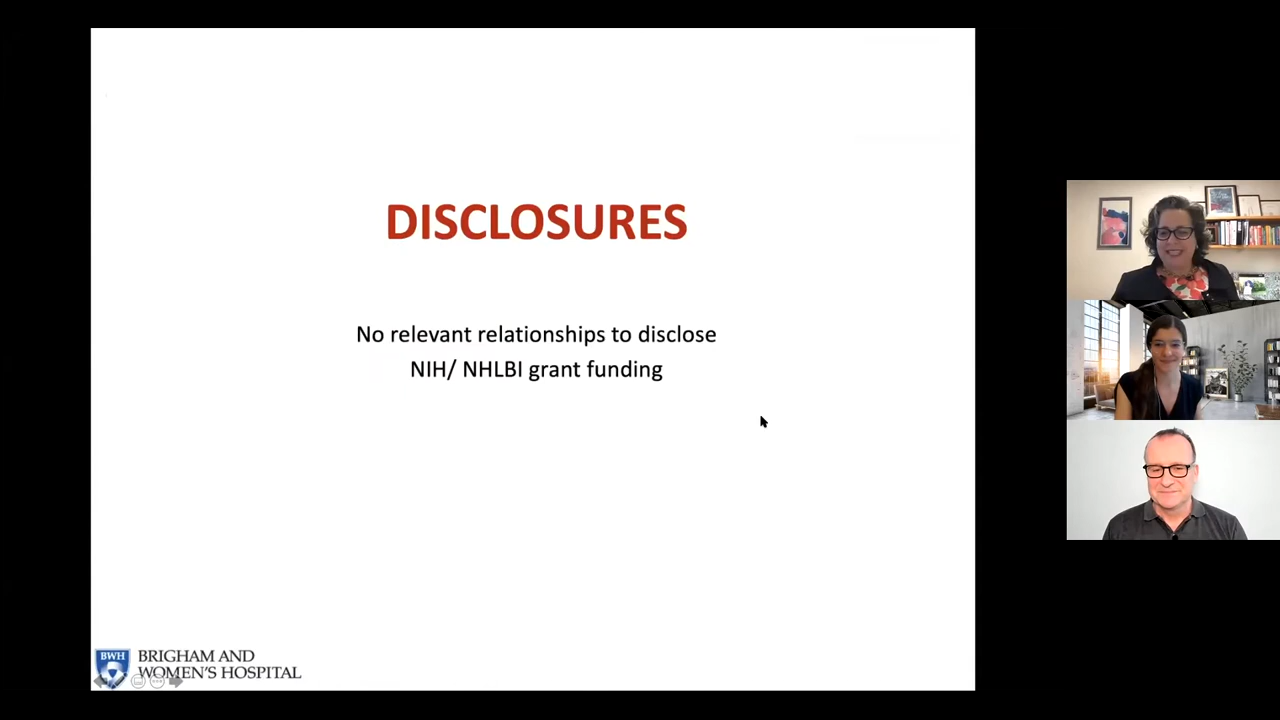 DISCLOSURES
No relevant relationships to disclose
NIH/ NHLBI grant funding
BWH
BRIGHAM AND
WOMEN'S HOSPITAL